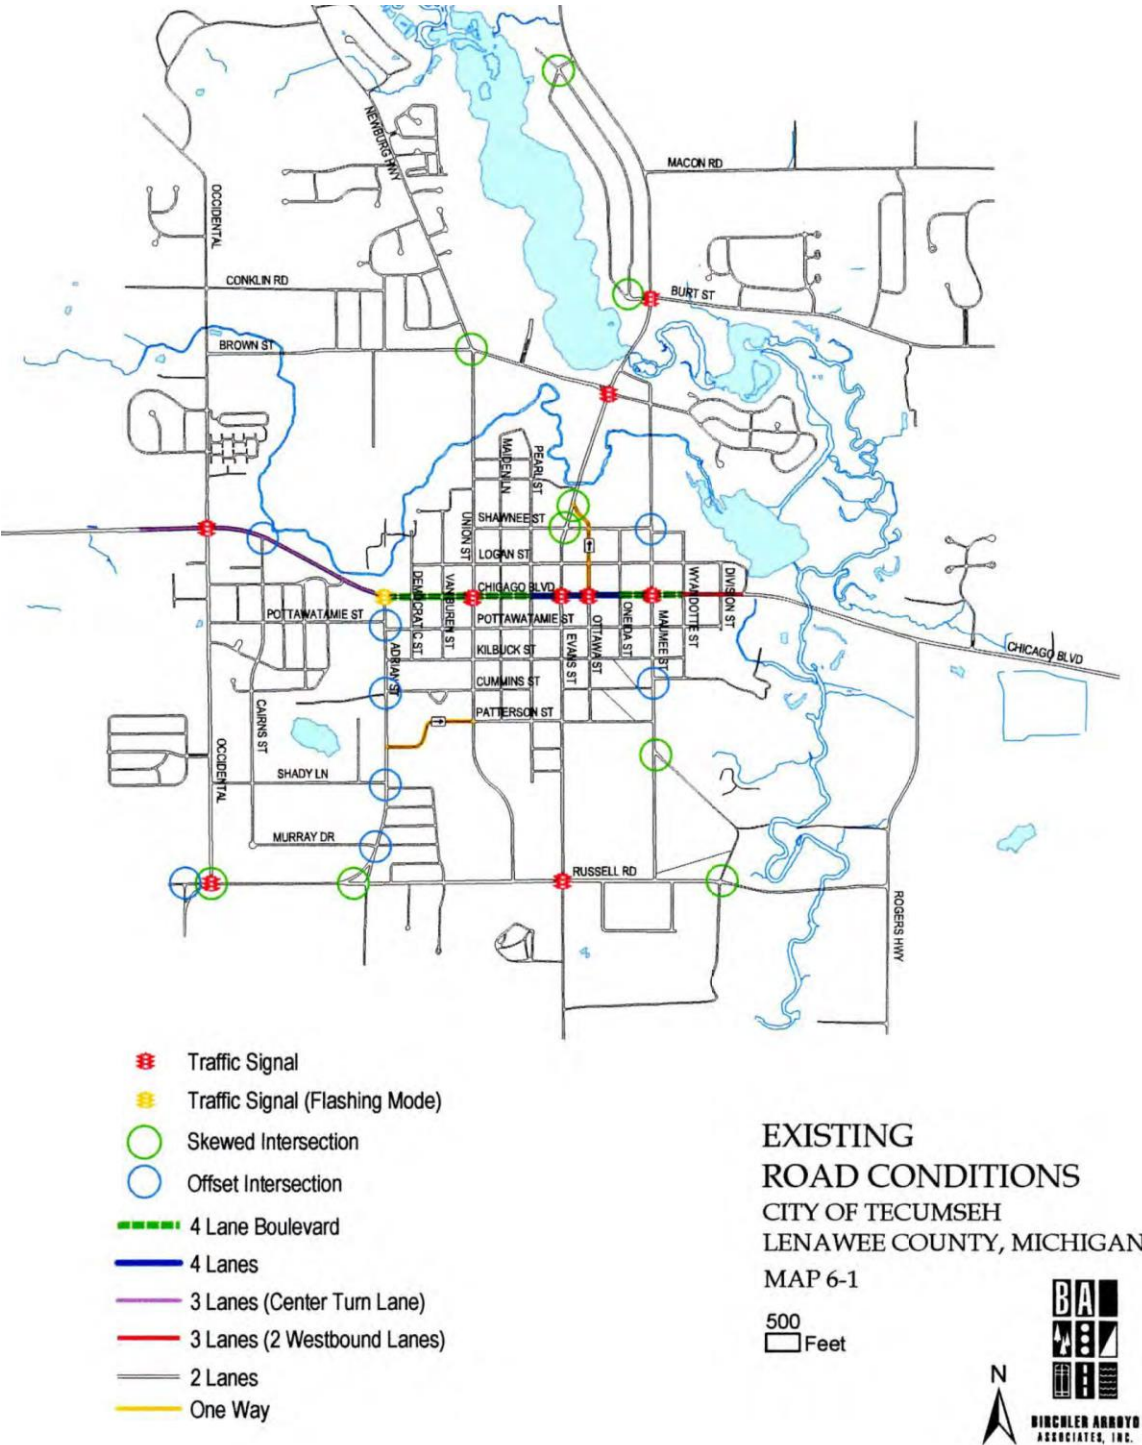 NEWBURG HWY
MACON RD
OCCIDENTAL
CONKLIN RD
BURT ST
BROWN ST
MAIDEN LN
PEARL ST
UNION ST
SHAWNEE ST
LOGAN ST
DEMOCRATIC ST
VANBUREN ST
CHICAGO BLVD
WYANDOTTE ST
DIVISION ST
POTTAWATAMIE ST
POTTAWATAMIE ST
ADRIAN ST
KILBUCK ST
EVANS ST
OTTAWA ST
ONEIDA ST
MAUMEE ST
CHICAGO BLVD
CUMMINS ST
CAIRNS ST
PATTERSON ST
OCCIDENTAL
SHADY LN
MURRAY DR
RUSSELL RD
ROGERS HWY
Traffic Signal
Traffic Signal (Flashing Mode)
Skewed Intersection
Offset Intersection
4 Lane Boulevard
4 Lanes
3 Lanes (Center Turn Lane)
3 Lanes (2 Westbound Lanes)
2 Lanes
One Way
EXISTING
ROAD CONDITIONS
CITY OF TECUMSEH
LENAWEE COUNTY, MICHIGAN
MAP 6-1
500
Feet
N
BA
BIRCHLER ARROYO
ASSOCIATES, INC.